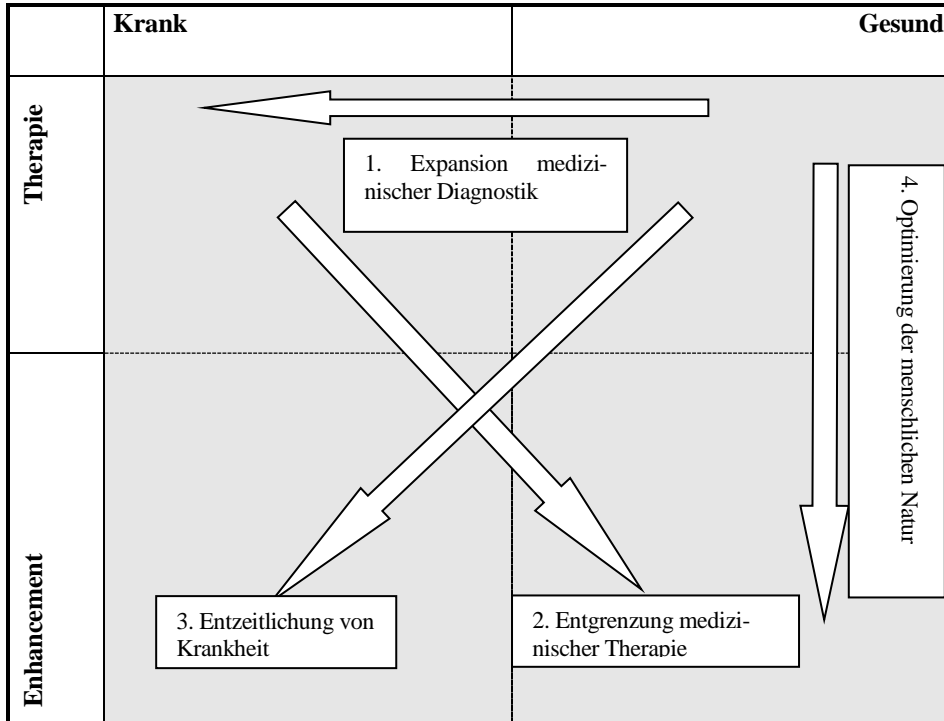 Krank
Gesund
Therapie
1. Expansion medizi-
nischer Diagnostik
4. Optimierung der menschlichen Natur
Enhancement
3. Entzeitlichung von
Krankheit
2. Entgrenzung medizi-
nischer Therapie